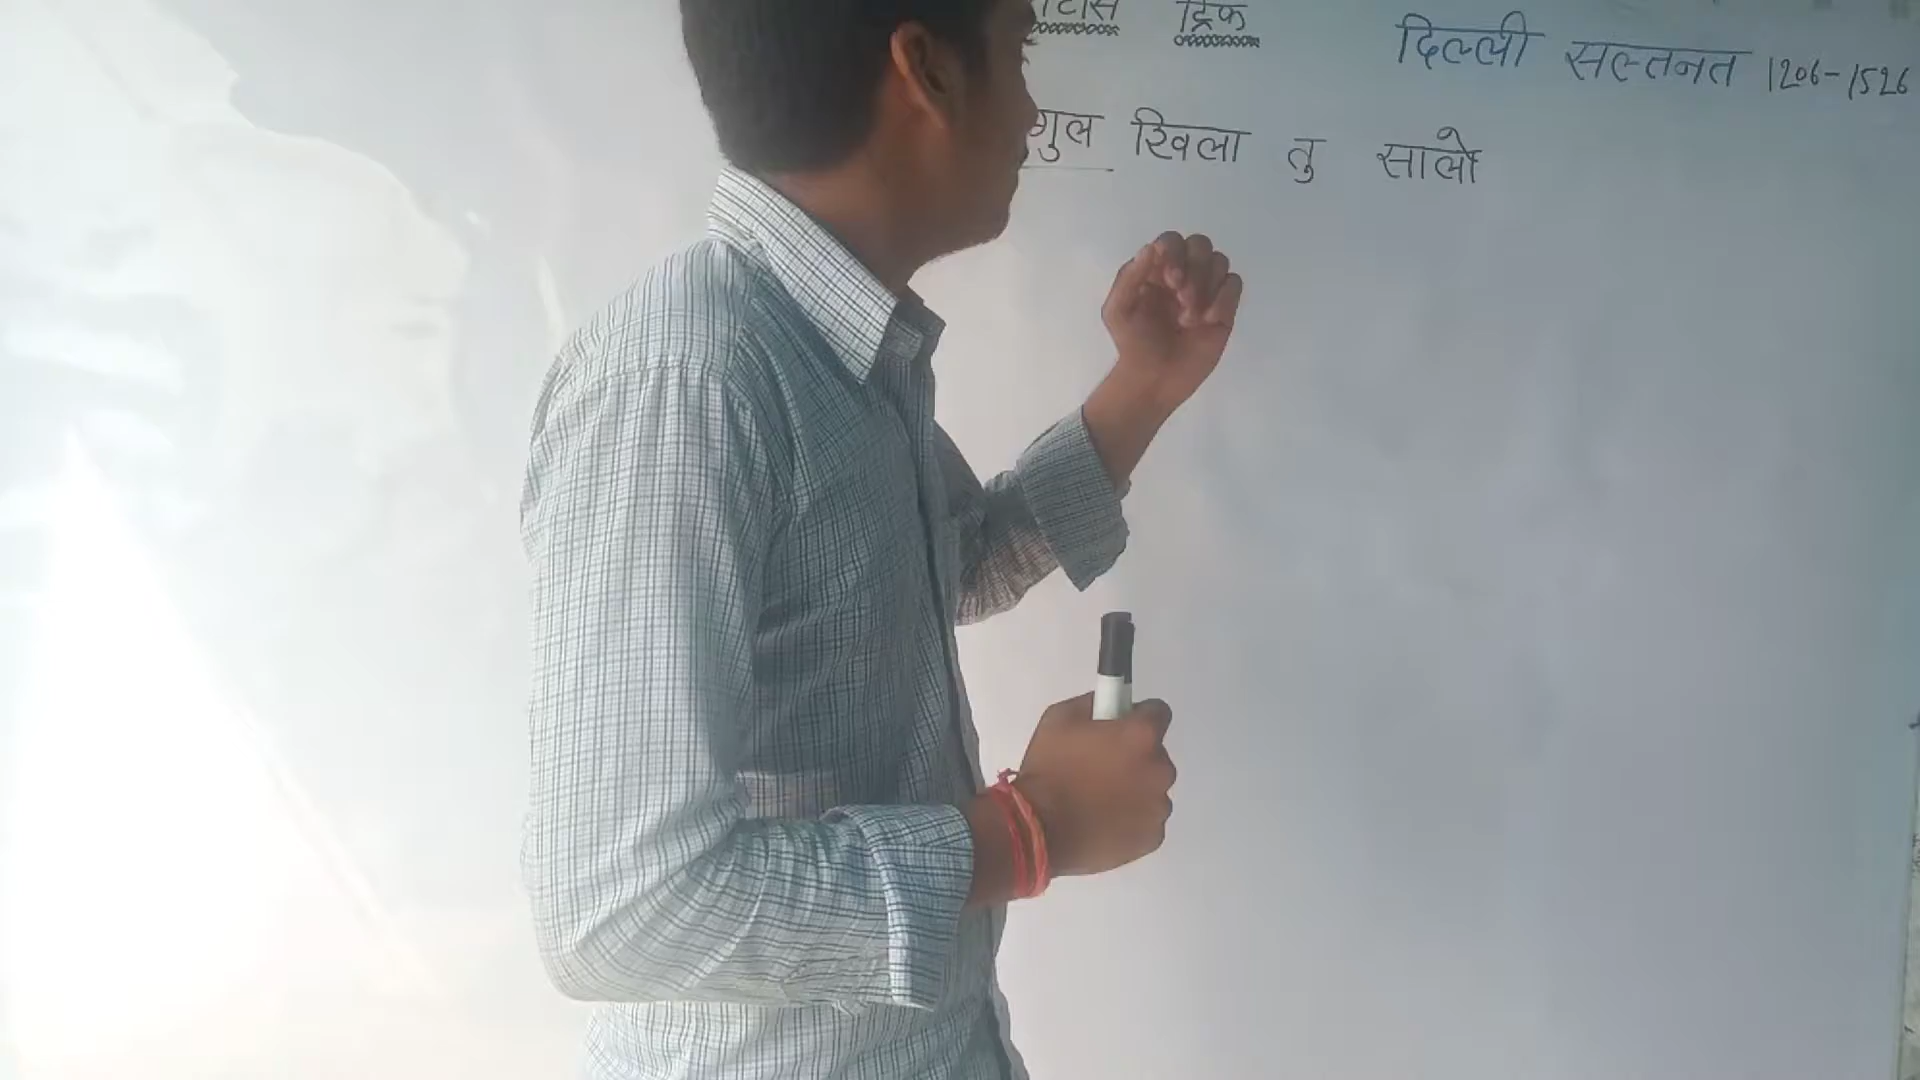 ट्रिक दिल्ली सल्तनत 1206-1526
गुल खिला तु सालो